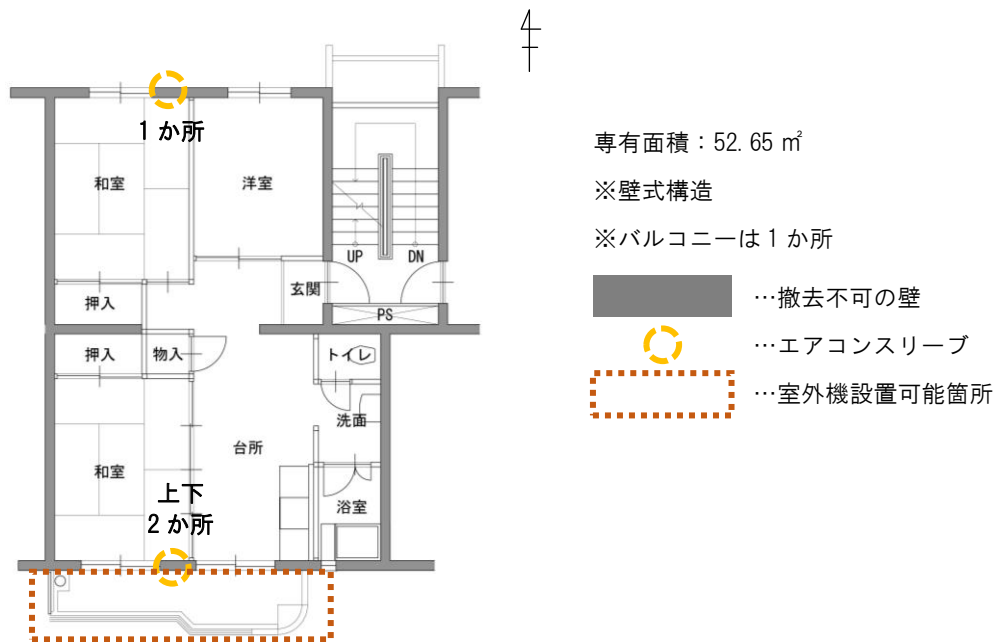 1か所
和室
洋室
UP
DN
玄関
押入
PS
押入
物入
トイレ
洗面
台所
和室
上下
2か所
浴室
専有面積：52.65 ㎡
※壁式構造
※バルコニーは1か所
…撤去不可の壁
…エアコンスリーブ
…室外機設置可能箇所